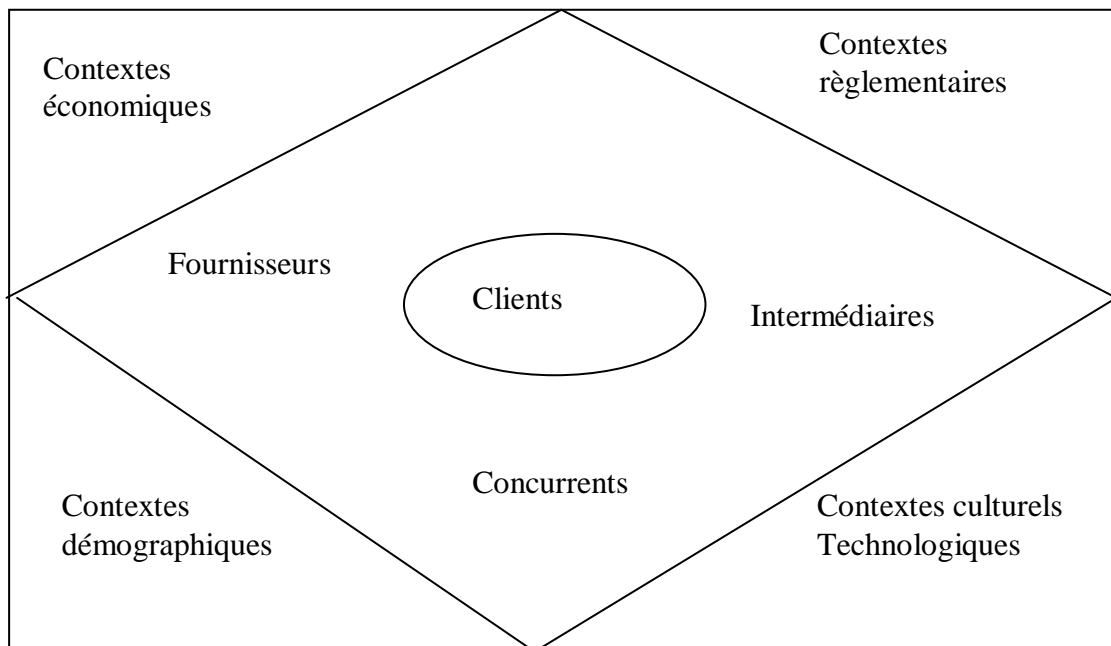 Contextes
économiques
Contextes
règlementaires
Fournisseurs
Clients
Intermédiaires
Concurrents
Contextes
démographiques
Contextes culturels
Technologiques